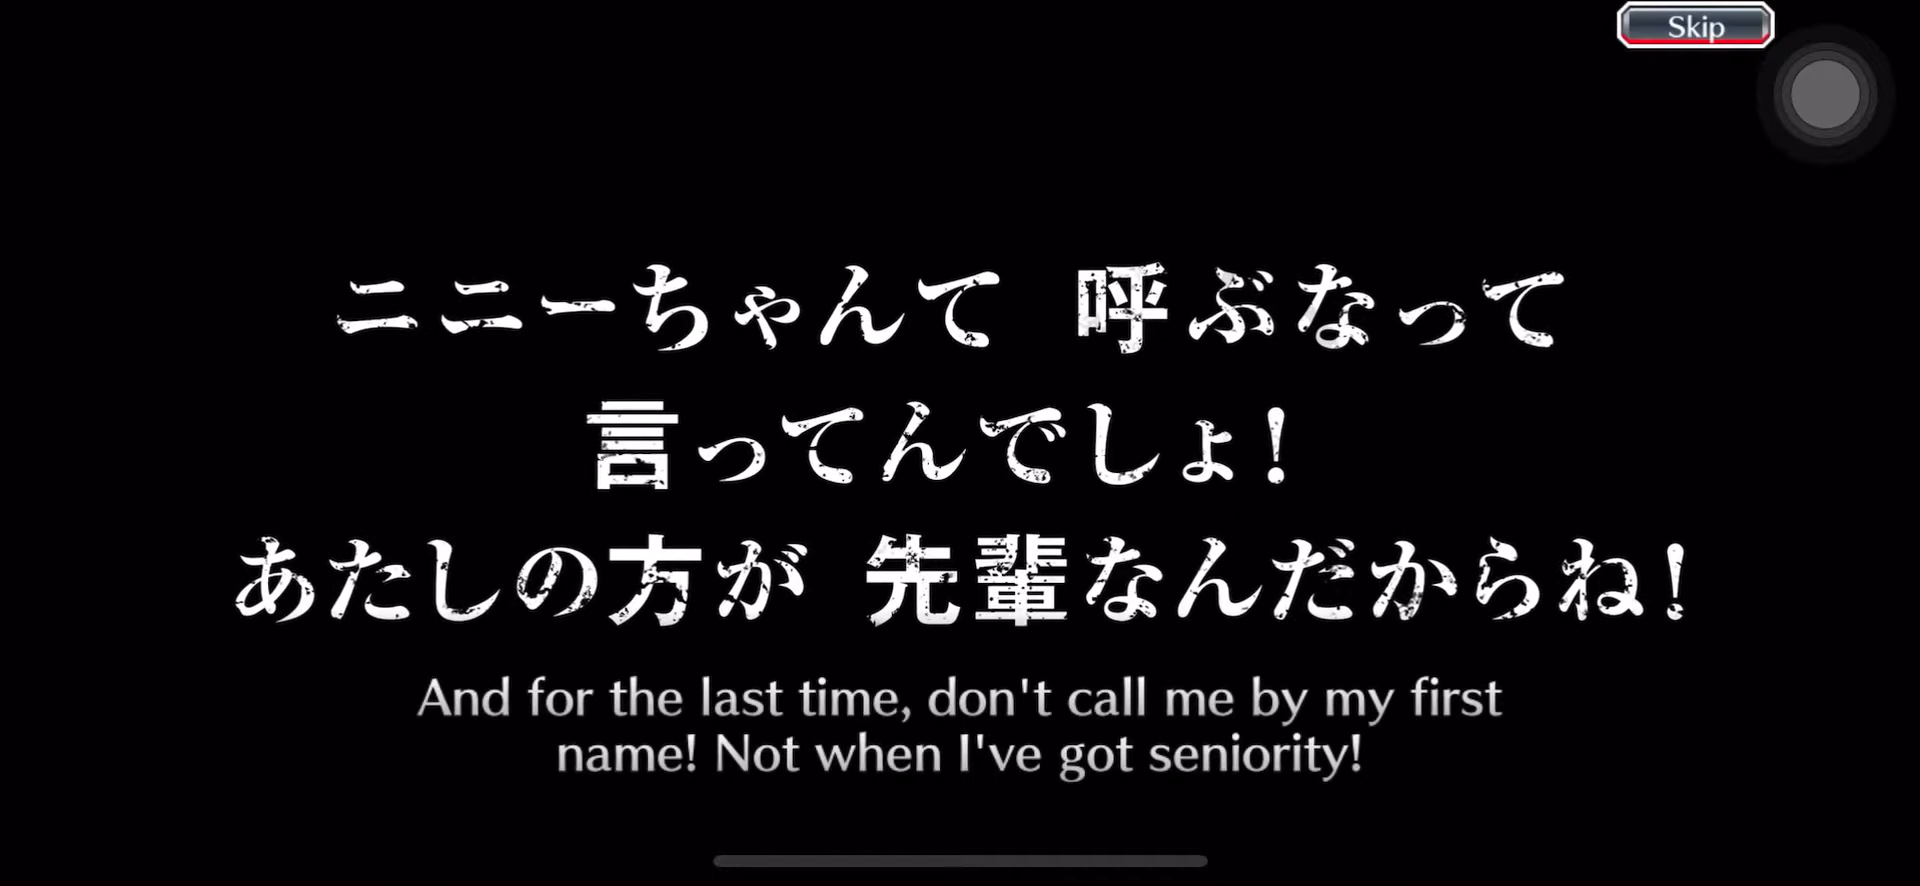 Skip
ニニーちゃんて 呼ぶなって
言ってんでしょ!
あたしの方が 先輩なんだからね!
And for the last time, don't call me by my first
name! Not when I've got seniority!